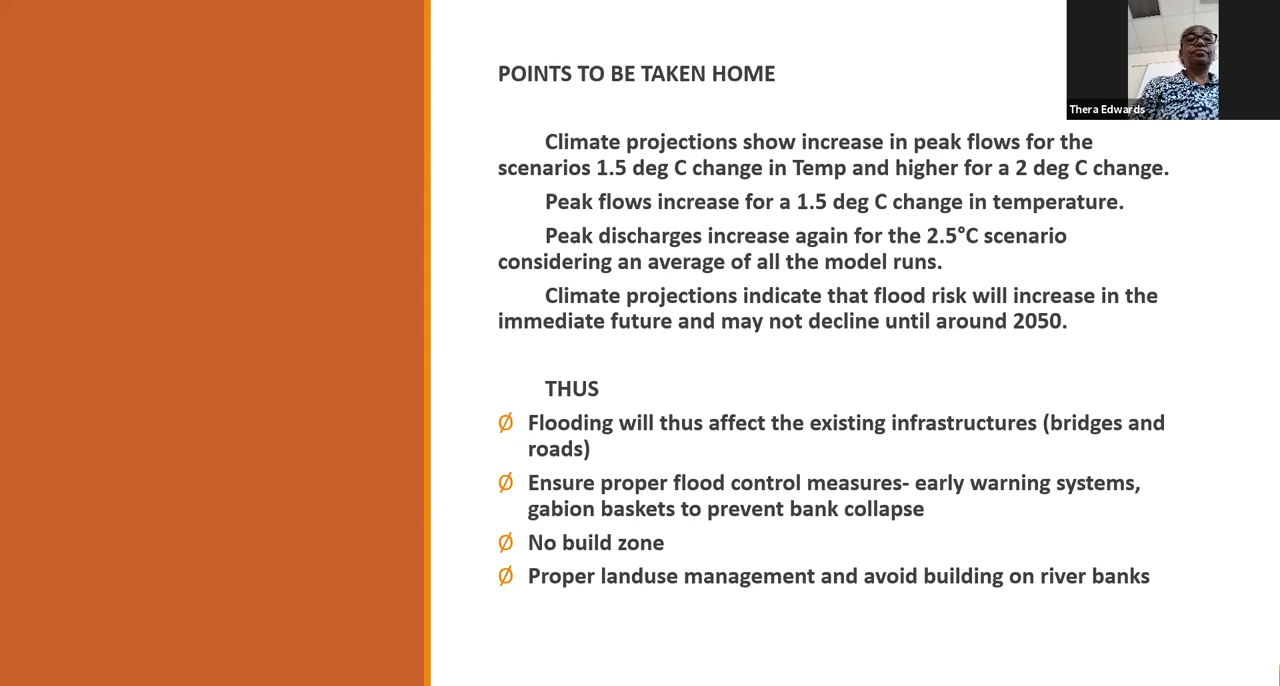 POINTS TO BE TAKEN HOME
Thera Edwards
Climate projections show increase in peak flows for the
scenarios 1.5 deg C change in Temp and higher for a 2 deg C change.
Peak flows increase for a 1.5 deg C change in temperature.
Peak discharges increase again for the 2.5°C scenario
considering an average of all the model runs.
Climate projections indicate that flood risk will increase in the
immediate future and may not decline until around 2050.
THUS
Ø Flooding will thus affect the existing infrastructures (bridges and
roads)
Ø Ensure proper flood control measures- early warning systems,
gabion baskets to prevent bank collapse
Ø No build zone
Ø Proper landuse management and avoid building on river banks